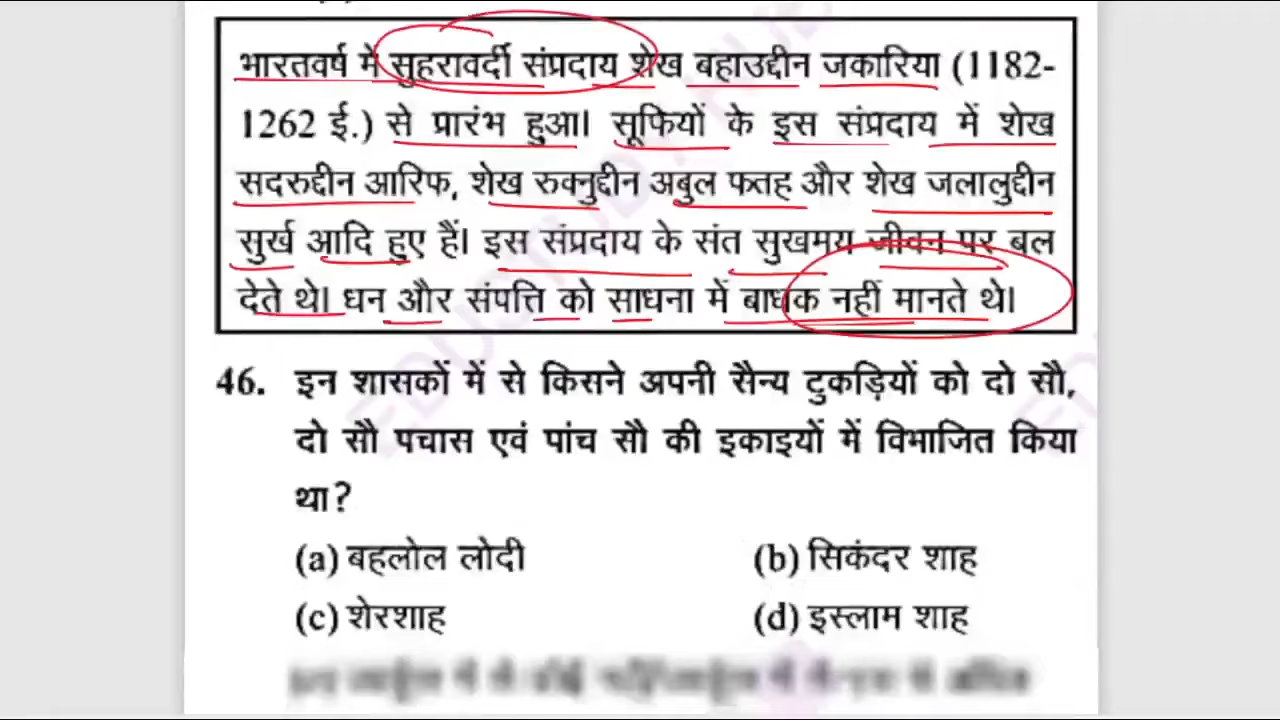 भारतवर्ष में सुहरावर्दी संप्रदाय शेख बहाउद्दीन जकारिया (1182-
1262 ई.) से प्रारंभ हुआ। सूफियों के इस संप्रदाय में शेख
सदरुद्दीन आरिफ, शेख रुक्नुद्दीन अबुल फतह और शेख जलालुद्दीन
सुर्ख आदि हुए हैं। इस संप्रदाय के संत सुखमय जीवन पर बल
देते थे। धन और संपत्ति को साधना में बाधक नहीं मानते थे।
46. इन शासकों में से किसने अपनी सैन्य टुकड़ियों को दो सौ,
दो सौ पचास एवं पांच सौ की इकाइयों में विभाजित किया
था?
(a) बहलोल लोदी (b) सिकंदर शाह
(c) शेरशाह (d) इस्लाम शाह